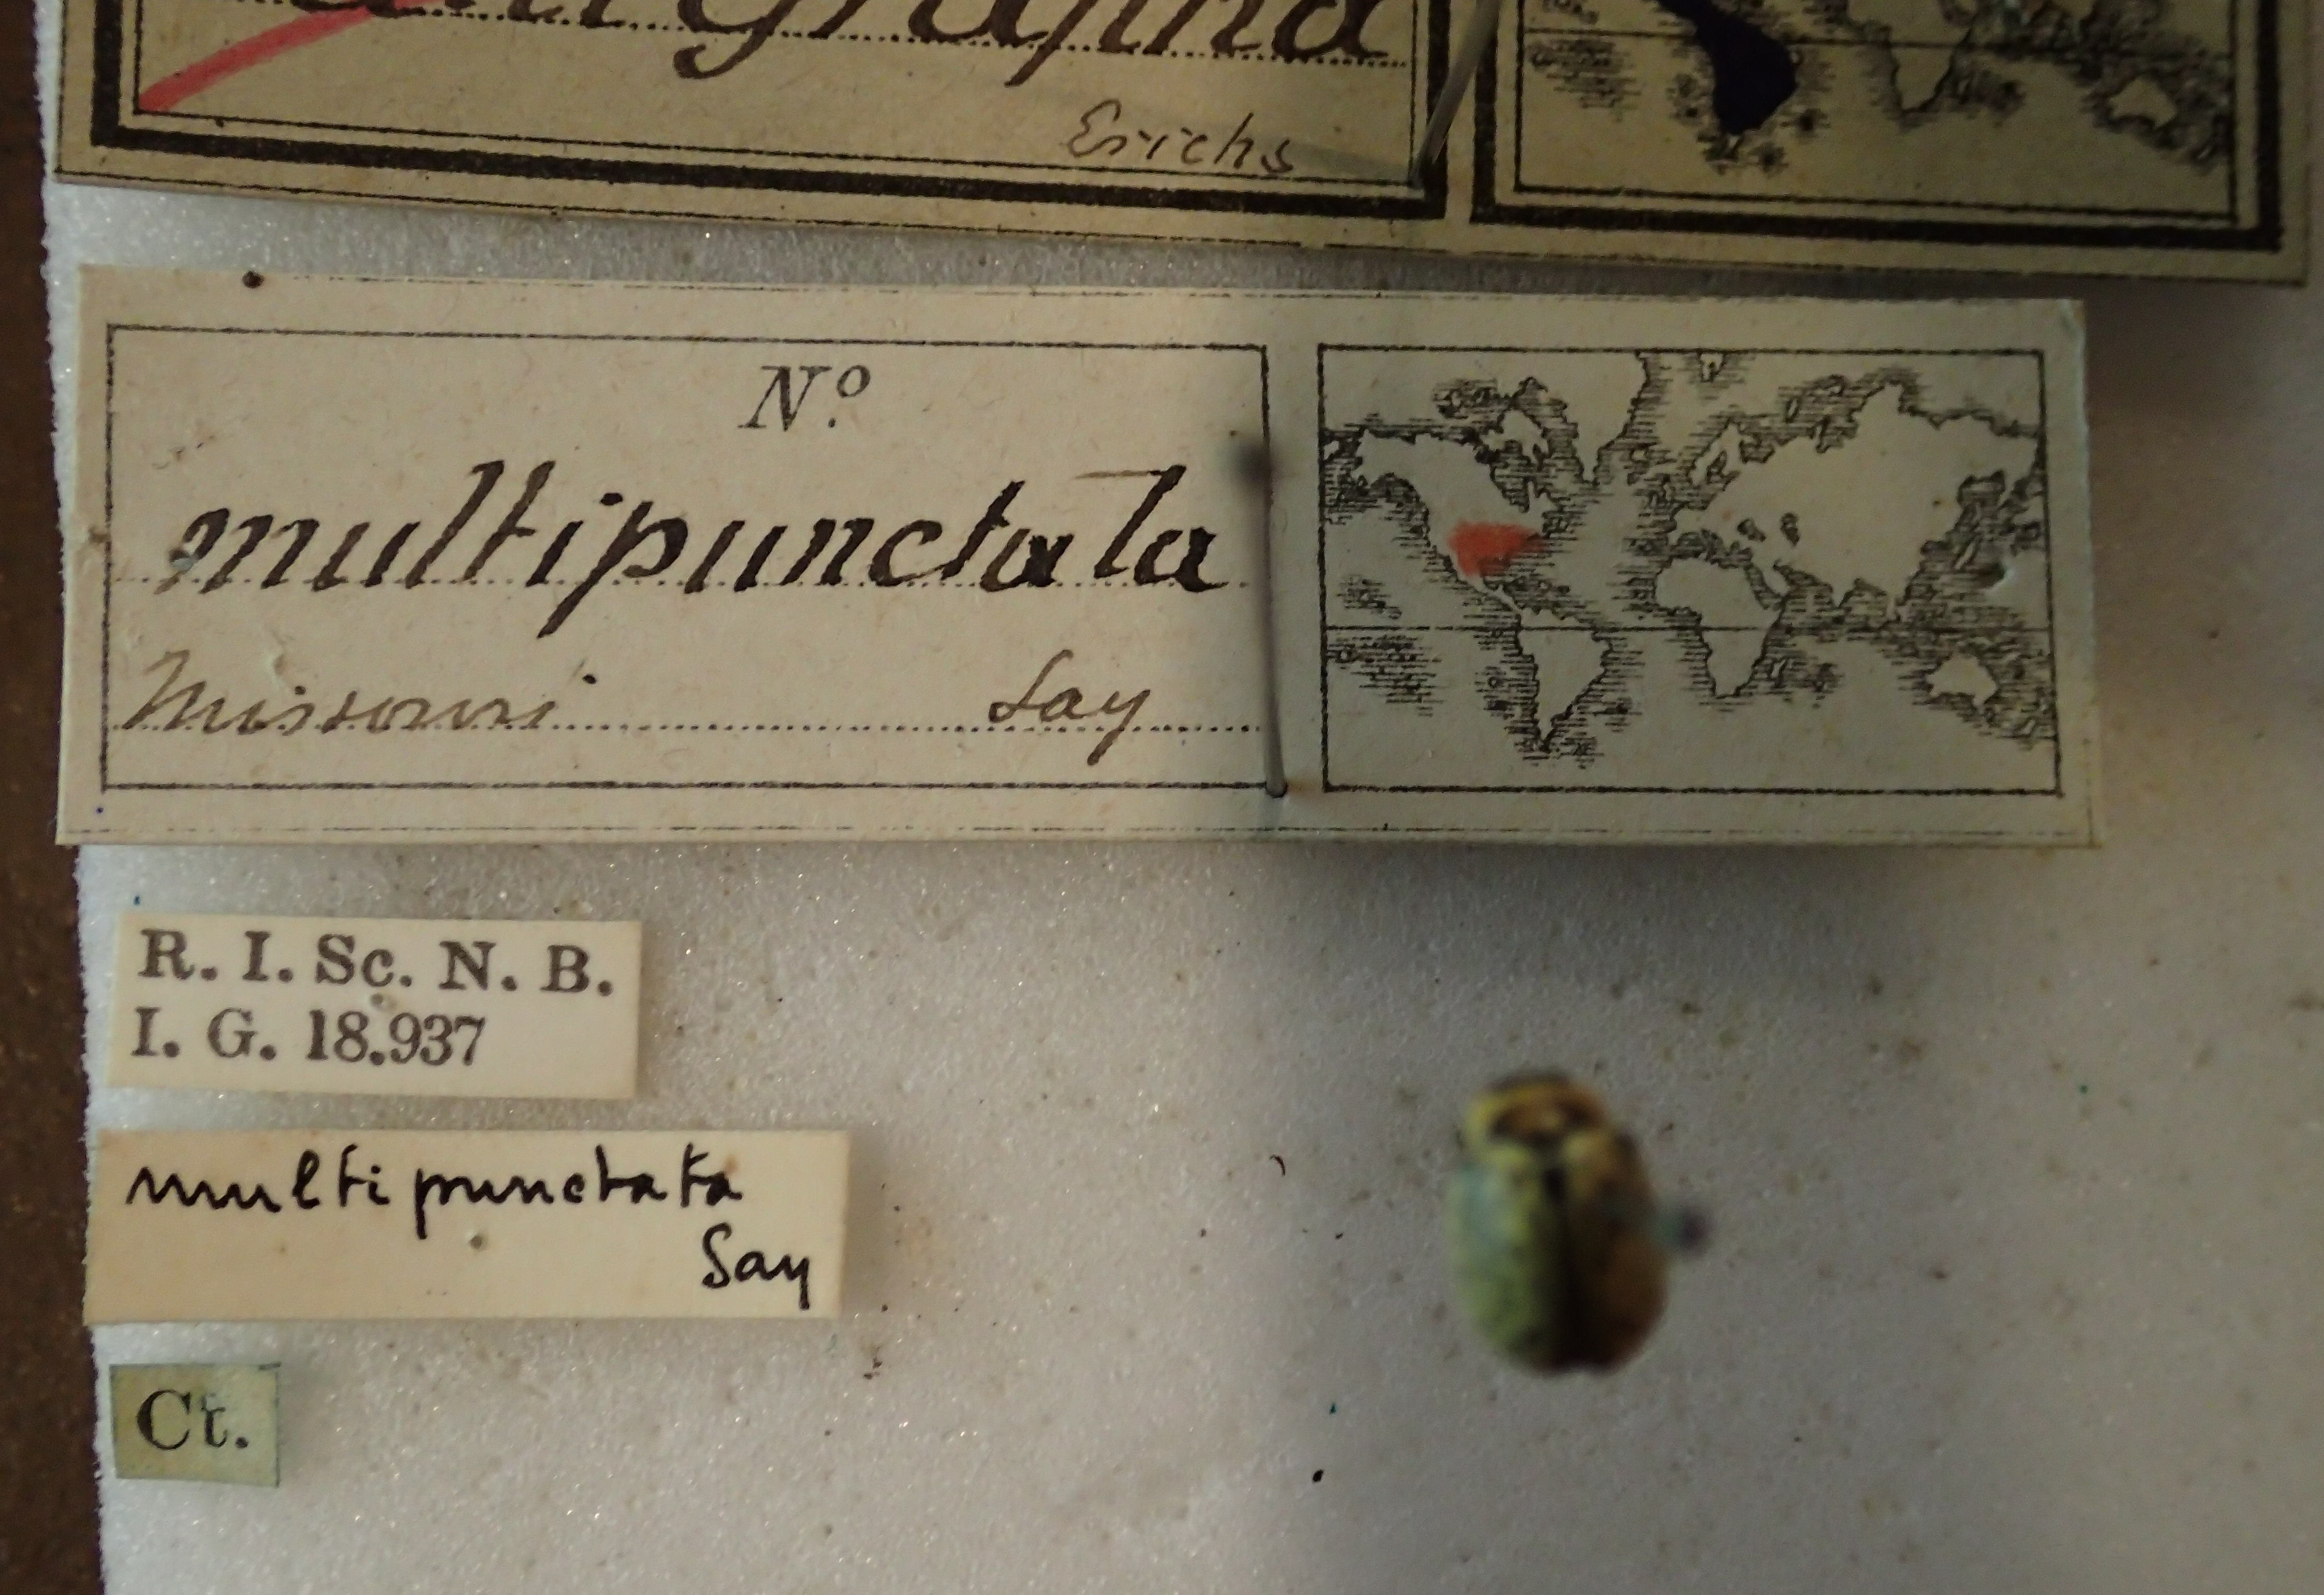 Erichs
N.º
multipunctata
Missouri Say
R. I. Sc. N. B.
I. G. 18.937
multipunctata
Say
Ct.